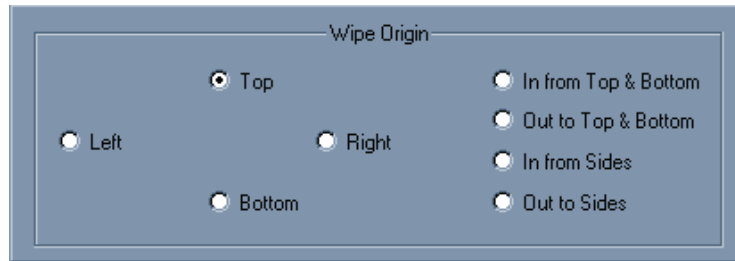 Wipe Origin
Top
Left
Right
Bottom
In from Top & Bottom
Out to Top & Bottom
In from Sides
Out to Sides